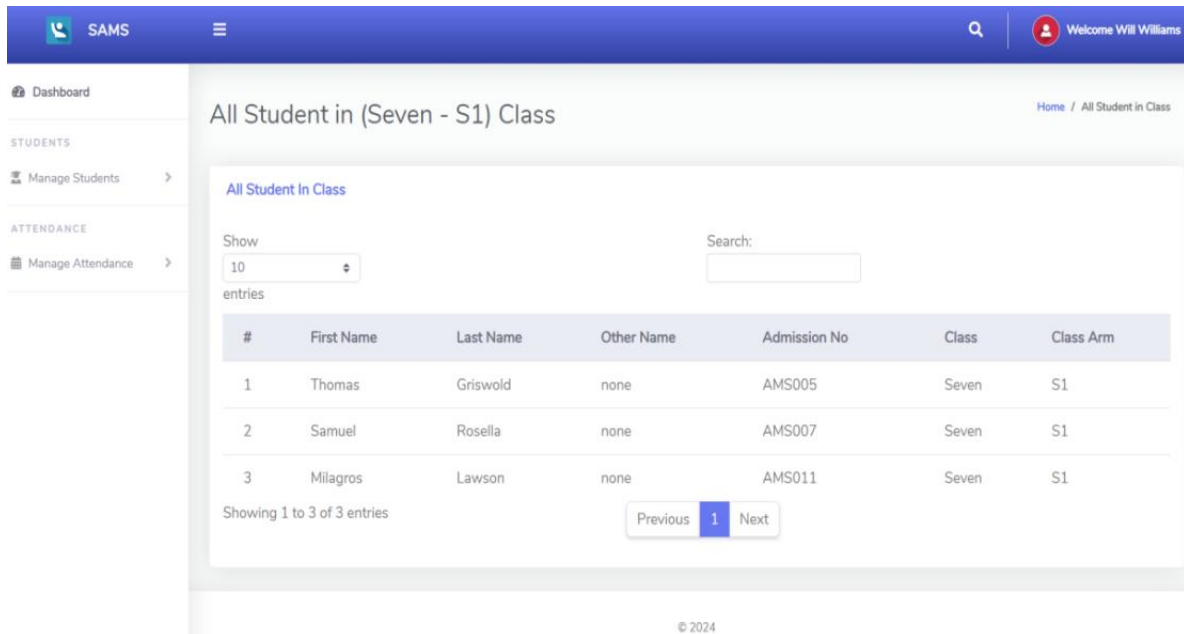 SAMS
Welcome Will Williams
Dashboard
All Student in (Seven - S1) Class
Home / All Student in Class
STUDENTS
Manage Students
All Student In Class
ATTENDANCE
Manage Attendance
Show
Search:
10
entries
# First Name Last Name Other Name Admission No Class Class Arm
1 Thomas Griswold none AMS005 Seven S1
2 Samuel Rosella none AMS007 Seven S1
3 Milagros Lawson none AMS011 Seven S1
Showing 1 to 3 of 3 entries
Previous 1 Next
© 2024